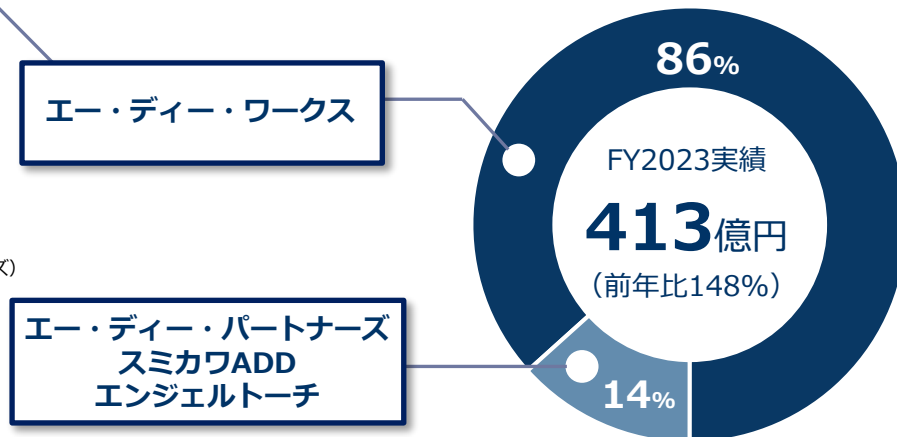 86%
エー・ディー・ワークス
FY2023実績
413億円
（前年比148%）
ズ）
エー・ディー・パートナーズ
スミカワADD
エンジェルトーチ
14%